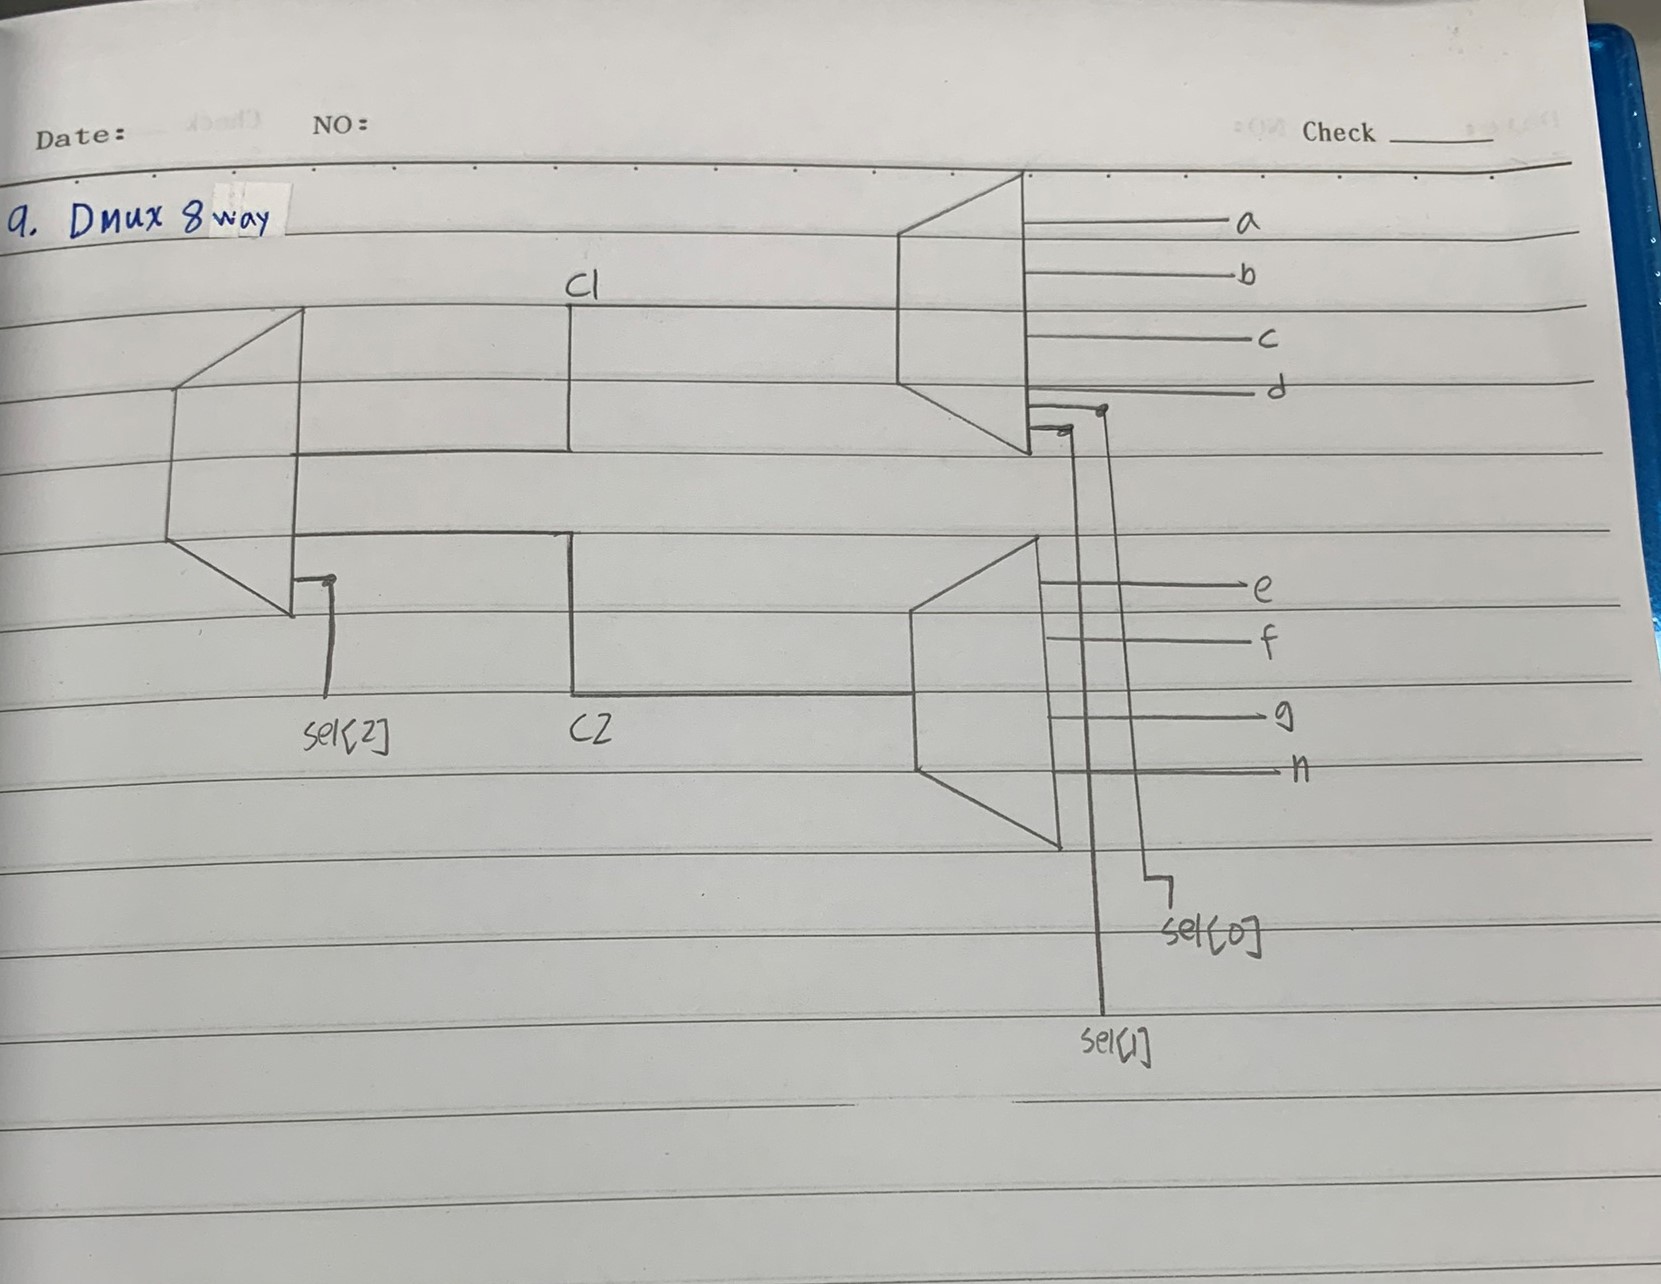 Date: NO: Check
9. DMUX 8 way
a
b
C1
c
d
e
f
sel[2]
C2
g
h
sel[0]
sel[1]